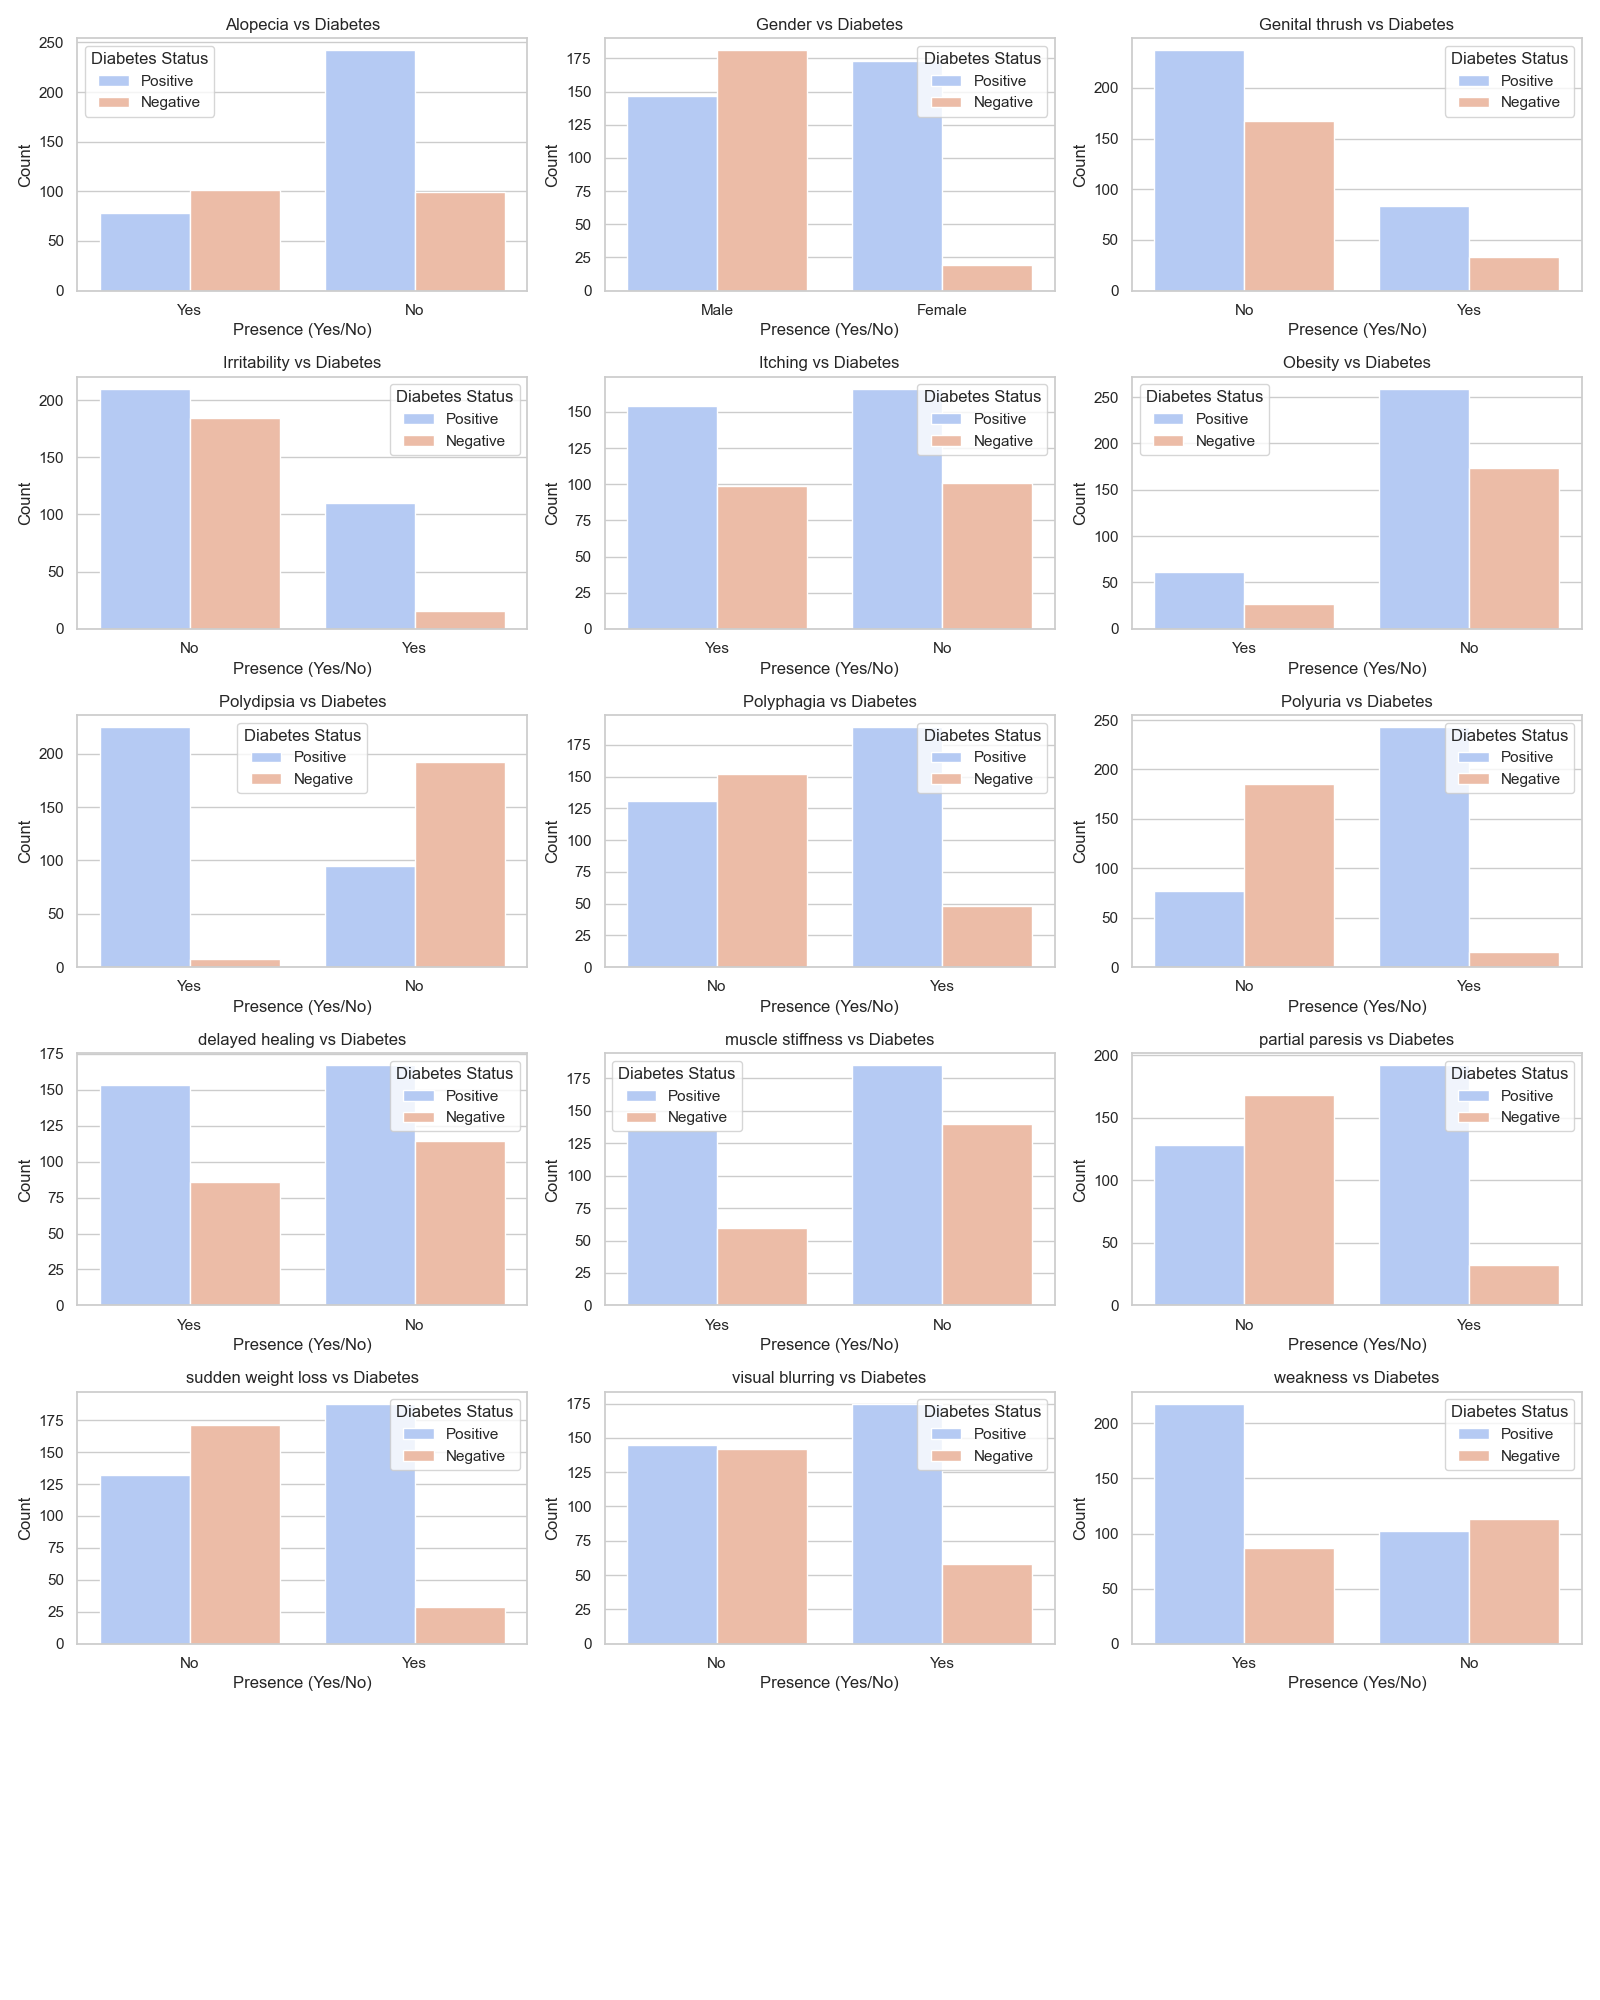 Alopecia vs Diabetes
250
200
150
100
50
0
Count
Diabetes Status
Positive
Negative
Yes
No
Presence (Yes/No)
Gender vs Diabetes
175
150
125
100
75
50
25
0
Count
Diabetes Status
Positive
Negative
Male
Female
Presence (Yes/No)
Genital thrush vs Diabetes
200
150
100
50
0
Count
Diabetes Status
Positive
Negative
No
Yes
Presence (Yes/No)
Irritability vs Diabetes
200
150
100
50
0
Count
Diabetes Status
Positive
Negative
No
Yes
Presence (Yes/No)
Itching vs Diabetes
150
125
100
75
50
25
0
Count
Diabetes Status
Positive
Negative
Yes
No
Presence (Yes/No)
Obesity vs Diabetes
250
200
150
100
50
0
Count
Diabetes Status
Positive
Negative
Yes
No
Presence (Yes/No)
Polydipsia vs Diabetes
200
150
100
50
0
Count
Diabetes Status
Positive
Negative
Yes
No
Presence (Yes/No)
Polyphagia vs Diabetes
175
150
125
100
75
50
25
0
Count
Diabetes Status
Positive
Negative
No
Yes
Presence (Yes/No)
Polyuria vs Diabetes
250
200
150
100
50
0
Count
Diabetes Status
Positive
Negative
No
Yes
Presence (Yes/No)
delayed healing vs Diabetes
175
150
125
100
75
50
25
0
Count
Diabetes Status
Positive
Negative
Yes
No
Presence (Yes/No)
muscle stiffness vs Diabetes
175
150
125
100
75
50
25
0
Count
Diabetes Status
Positive
Negative
Yes
No
Presence (Yes/No)
partial paresis vs Diabetes
200
150
100
50
0
Count
Diabetes Status
Positive
Negative
No
Yes
Presence (Yes/No)
sudden weight loss vs Diabetes
175
150
125
100
75
50
25
0
Count
Diabetes Status
Positive
Negative
No
Yes
Presence (Yes/No)
visual blurring vs Diabetes
175
150
125
100
75
50
25
0
Count
Diabetes Status
Positive
Negative
No
Yes
Presence (Yes/No)
weakness vs Diabetes
200
150
100
50
0
Count
Diabetes Status
Positive
Negative
Yes
No
Presence (Yes/No)